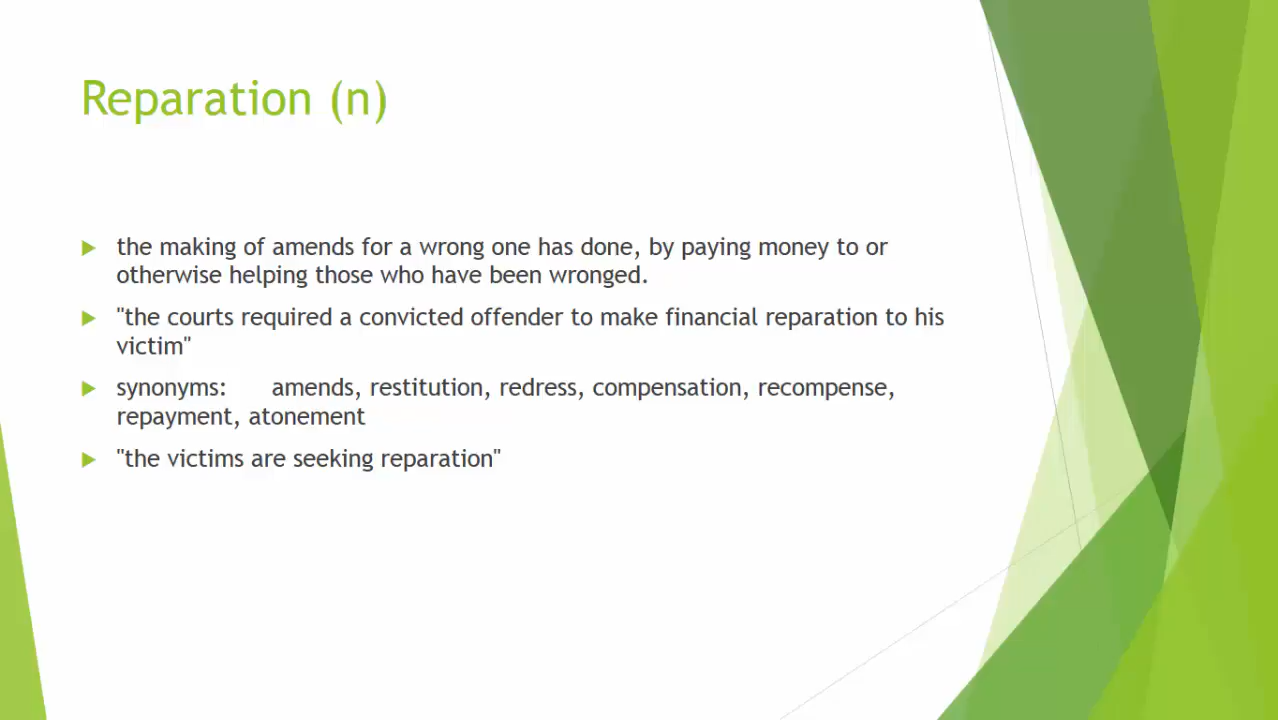 Reparation (n)
the making of amends for a wrong one has done, by paying money to or
otherwise helping those who have been wronged.
"the courts required a convicted offender to make financial reparation to his
victim"
synonyms: amends, restitution, redress, compensation, recompense,
repayment, atonement
"the victims are seeking reparation"